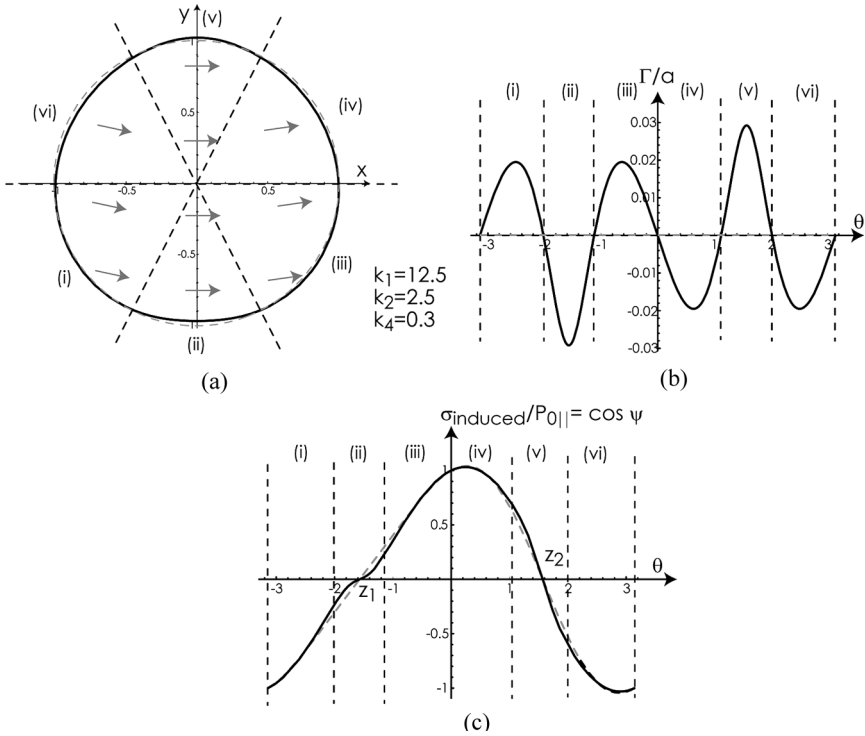 y
(v)
(vi)
(iv)
0.5
x
-1
-0.5
0.5
-0.5
(i)
(iii)
(ii)
k1=12.5
k2=2.5
k4=0.3
(a)
Γ/a
(i) (ii) (iii) (iv) (v) (vi)
0.03
0.02
0.01
θ
-3 -2 -1 1 2 3
-0.01
-0.02
-0.03
(b)
σinduced/P0||= cos ψ
(i) (ii) (iii) (iv) (v) (vi)
1
0.5
z2
θ
-3 -2 z1 -1 1 2 3
-0.5
-1
(c)